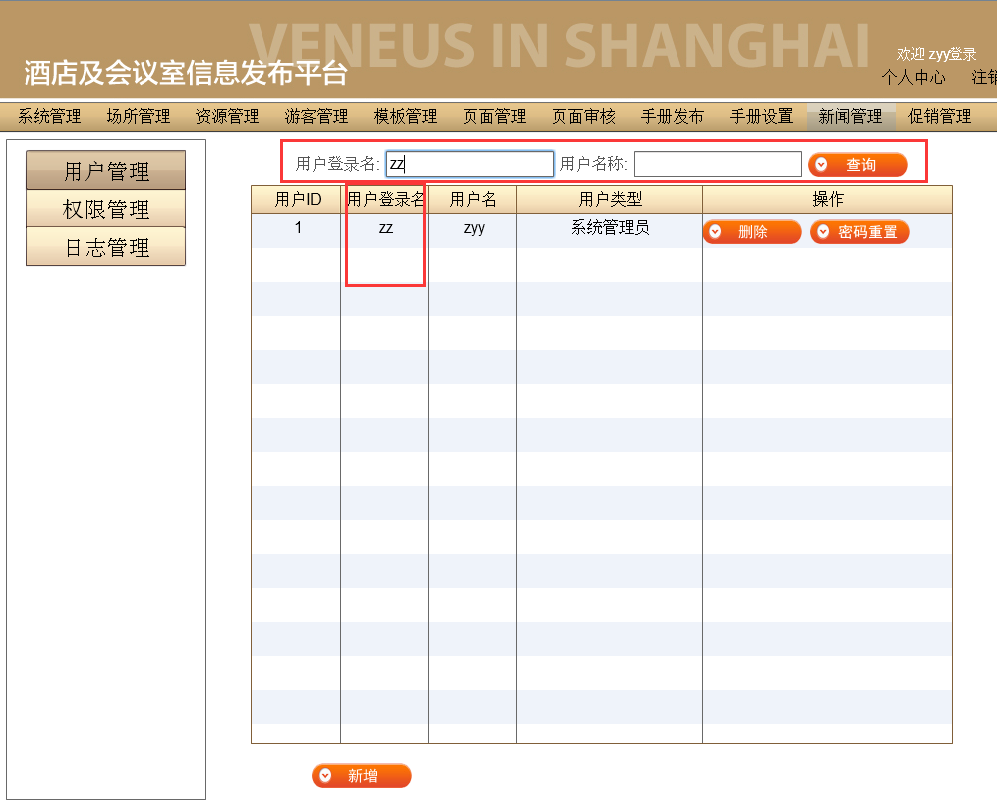 VENEUS IN SHANGHAI
酒店及会议室信息发布平台
欢迎 zyy登录
个人中心 注销
系统管理 场所管理 资源管理 游客管理 模板管理 页面管理 页面审核 手册发布 手册设置 新闻管理 促销管理
用户管理
权限管理
日志管理
用户登录名: zz 用户名称: 查询
用户ID 用户登录名 用户名 用户类型 操作
1 zz zyy 系统管理员 删除 密码重置
新增